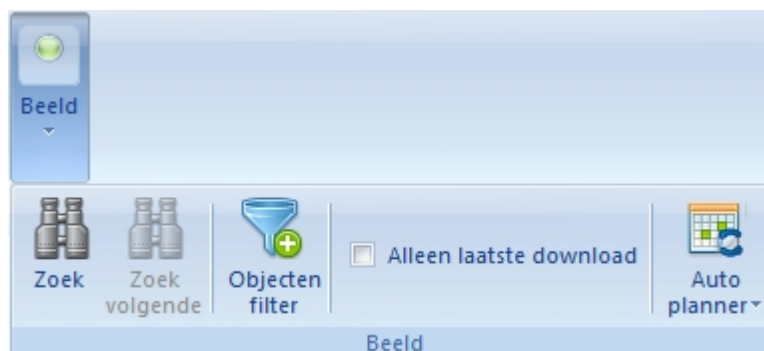 Beeld
Zoek
Zoek
volgende
Objecten
filter
Alleen laatste download
Auto
planner
Beeld